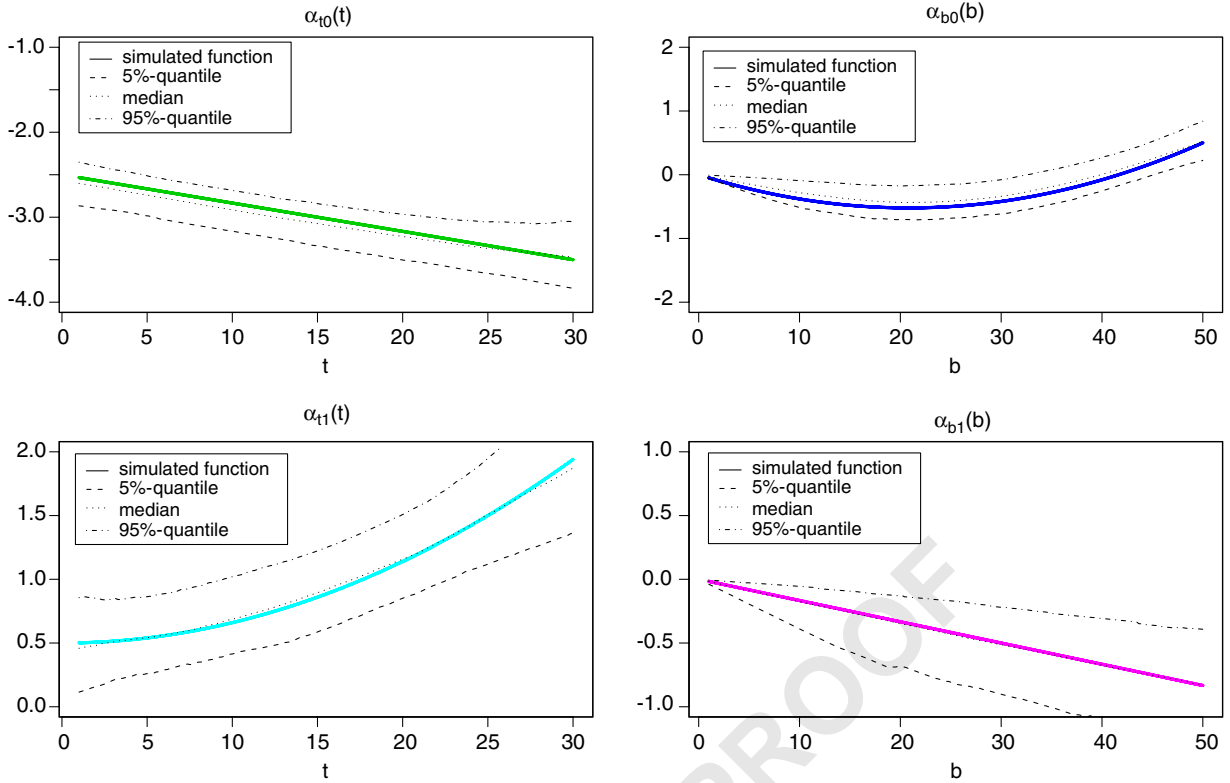 α_t0(t)
-1.0
-2.0
-3.0
-4.0
simulated function
5%-quantile
median
95%-quantile
0 5 10 15 20 25 30
t
α_b0(b)
2
1
0
-1
-2
simulated function
5%-quantile
median
95%-quantile
0 10 20 30 40 50
b
α_t1(t)
2.0
1.5
1.0
0.5
0.0
simulated function
5%-quantile
median
95%-quantile
0 5 10 15 20 25 30
t
α_b1(b)
1.0
0.5
0.0
-0.5
-1.0
simulated function
5%-quantile
median
95%-quantile
0 10 20 30 40 50
b
PROOF